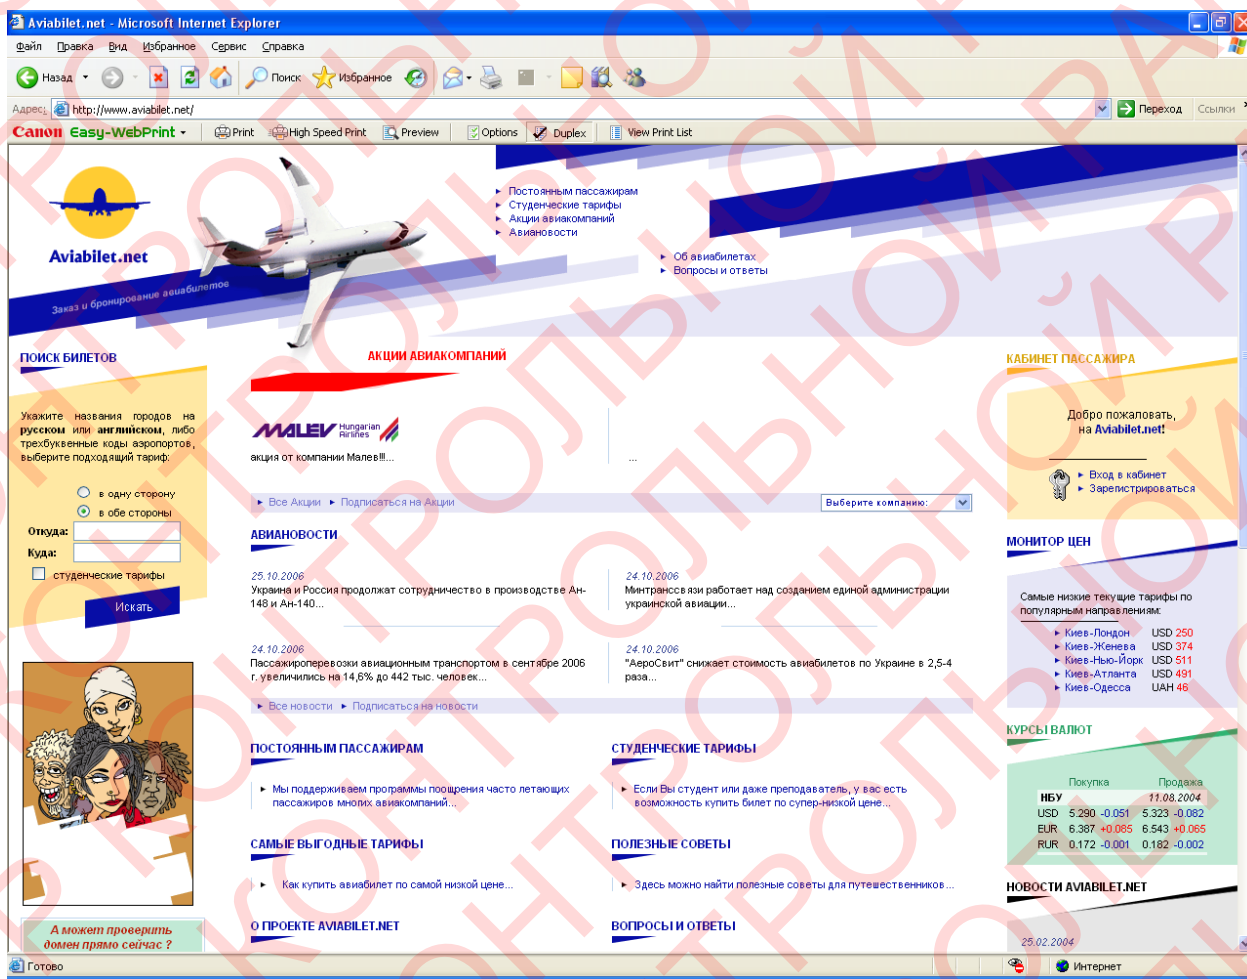 Aviabilet.net - Microsoft Internet Explorer
Файл Правка Вид Избранное Сервис Справка
Назад Поиск Избранное
Адрес: http://www.aviabilet.net/ Переход Ссылки
Canon Easy-WebPrint Print High Speed Print Preview Options Duplex View Print List
Постоянным пассажирам
Студенческие тарифы
Акции авиакомпаний
Авиановости
Aviabilet.net
Об авиабилетах
Вопросы и ответы
Заказ и бронирование авиабилетов
ПОИСК БИЛЕТОВ
Укажите названия городов на
русском или английском, либо
трехбуквенные коды аэропортов,
выберите подходящий тариф:
в одну сторону
в обе стороны
Откуда:
Куда:
студенческие тарифы
Искать
А может проверить
домен прямо сейчас ?
АКЦИИ АВИАКОМПАНИЙ
MALEV Hungarian
Airlines
акция от компании Малев!!!...
...
Все Акции Подписаться на Акции Выберите компанию:
АВИАНОВОСТИ
25.10.2006
Украина и Россия продолжат сотрудничество в производстве Ан-
148 и Ан-140...
24.10.2006
Минтрансвязи работает над созданием единой администрации
украинской авиации...
24.10.2006
Пассажироперевозки авиационным транспортом в сентябре 2006
г. увеличились на 14,6% до 442 тыс. человек...
24.10.2006
"АероСвит" снижает стоимость авиабилетов по Украине в 2,5-4
раза...
Все новости Подписаться на новости
ПОСТОЯННЫМ ПАССАЖИРАМ
Мы поддерживаем программы поощрения часто летающих
пассажиров многих авиакомпаний...
СТУДЕНЧЕСКИЕ ТАРИФЫ
Если Вы студент или даже преподаватель, у вас есть
возможность купить билет по супер-низкой цене...
САМЫЕ ВЫГОДНЫЕ ТАРИФЫ
Как купить авиабилет по самой низкой цене...
ПОЛЕЗНЫЕ СОВЕТЫ
Здесь можно найти полезные советы для путешественников...
О ПРОЕКТЕ AVIABILET.NET
ВОПРОСЫ И ОТВЕТЫ
КАБИНЕТ ПАССАЖИРА
Добро пожаловать,
на Aviabilet.net!
Вход в кабинет
Зарегистрироваться
МОНИТОР ЦЕН
Самые низкие текущие тарифы по
популярным направлениям:
Киев-Лондон USD 250
Киев-Женева USD 374
Киев-Нью-Йорк USD 511
Киев-Атланта USD 491
Киев-Одесса UAH 46
КУРСЫ ВАЛЮТ
Покупка Продажа
НБУ 11.08.2004
USD 5.290 -0.051 5.323 -0.082
EUR 6.387 +0.085 6.543 +0.065
RUR 0.172 -0.001 0.182 -0.002
НОВОСТИ AVIABILET.NET
25.02.2004
Готово Интернет